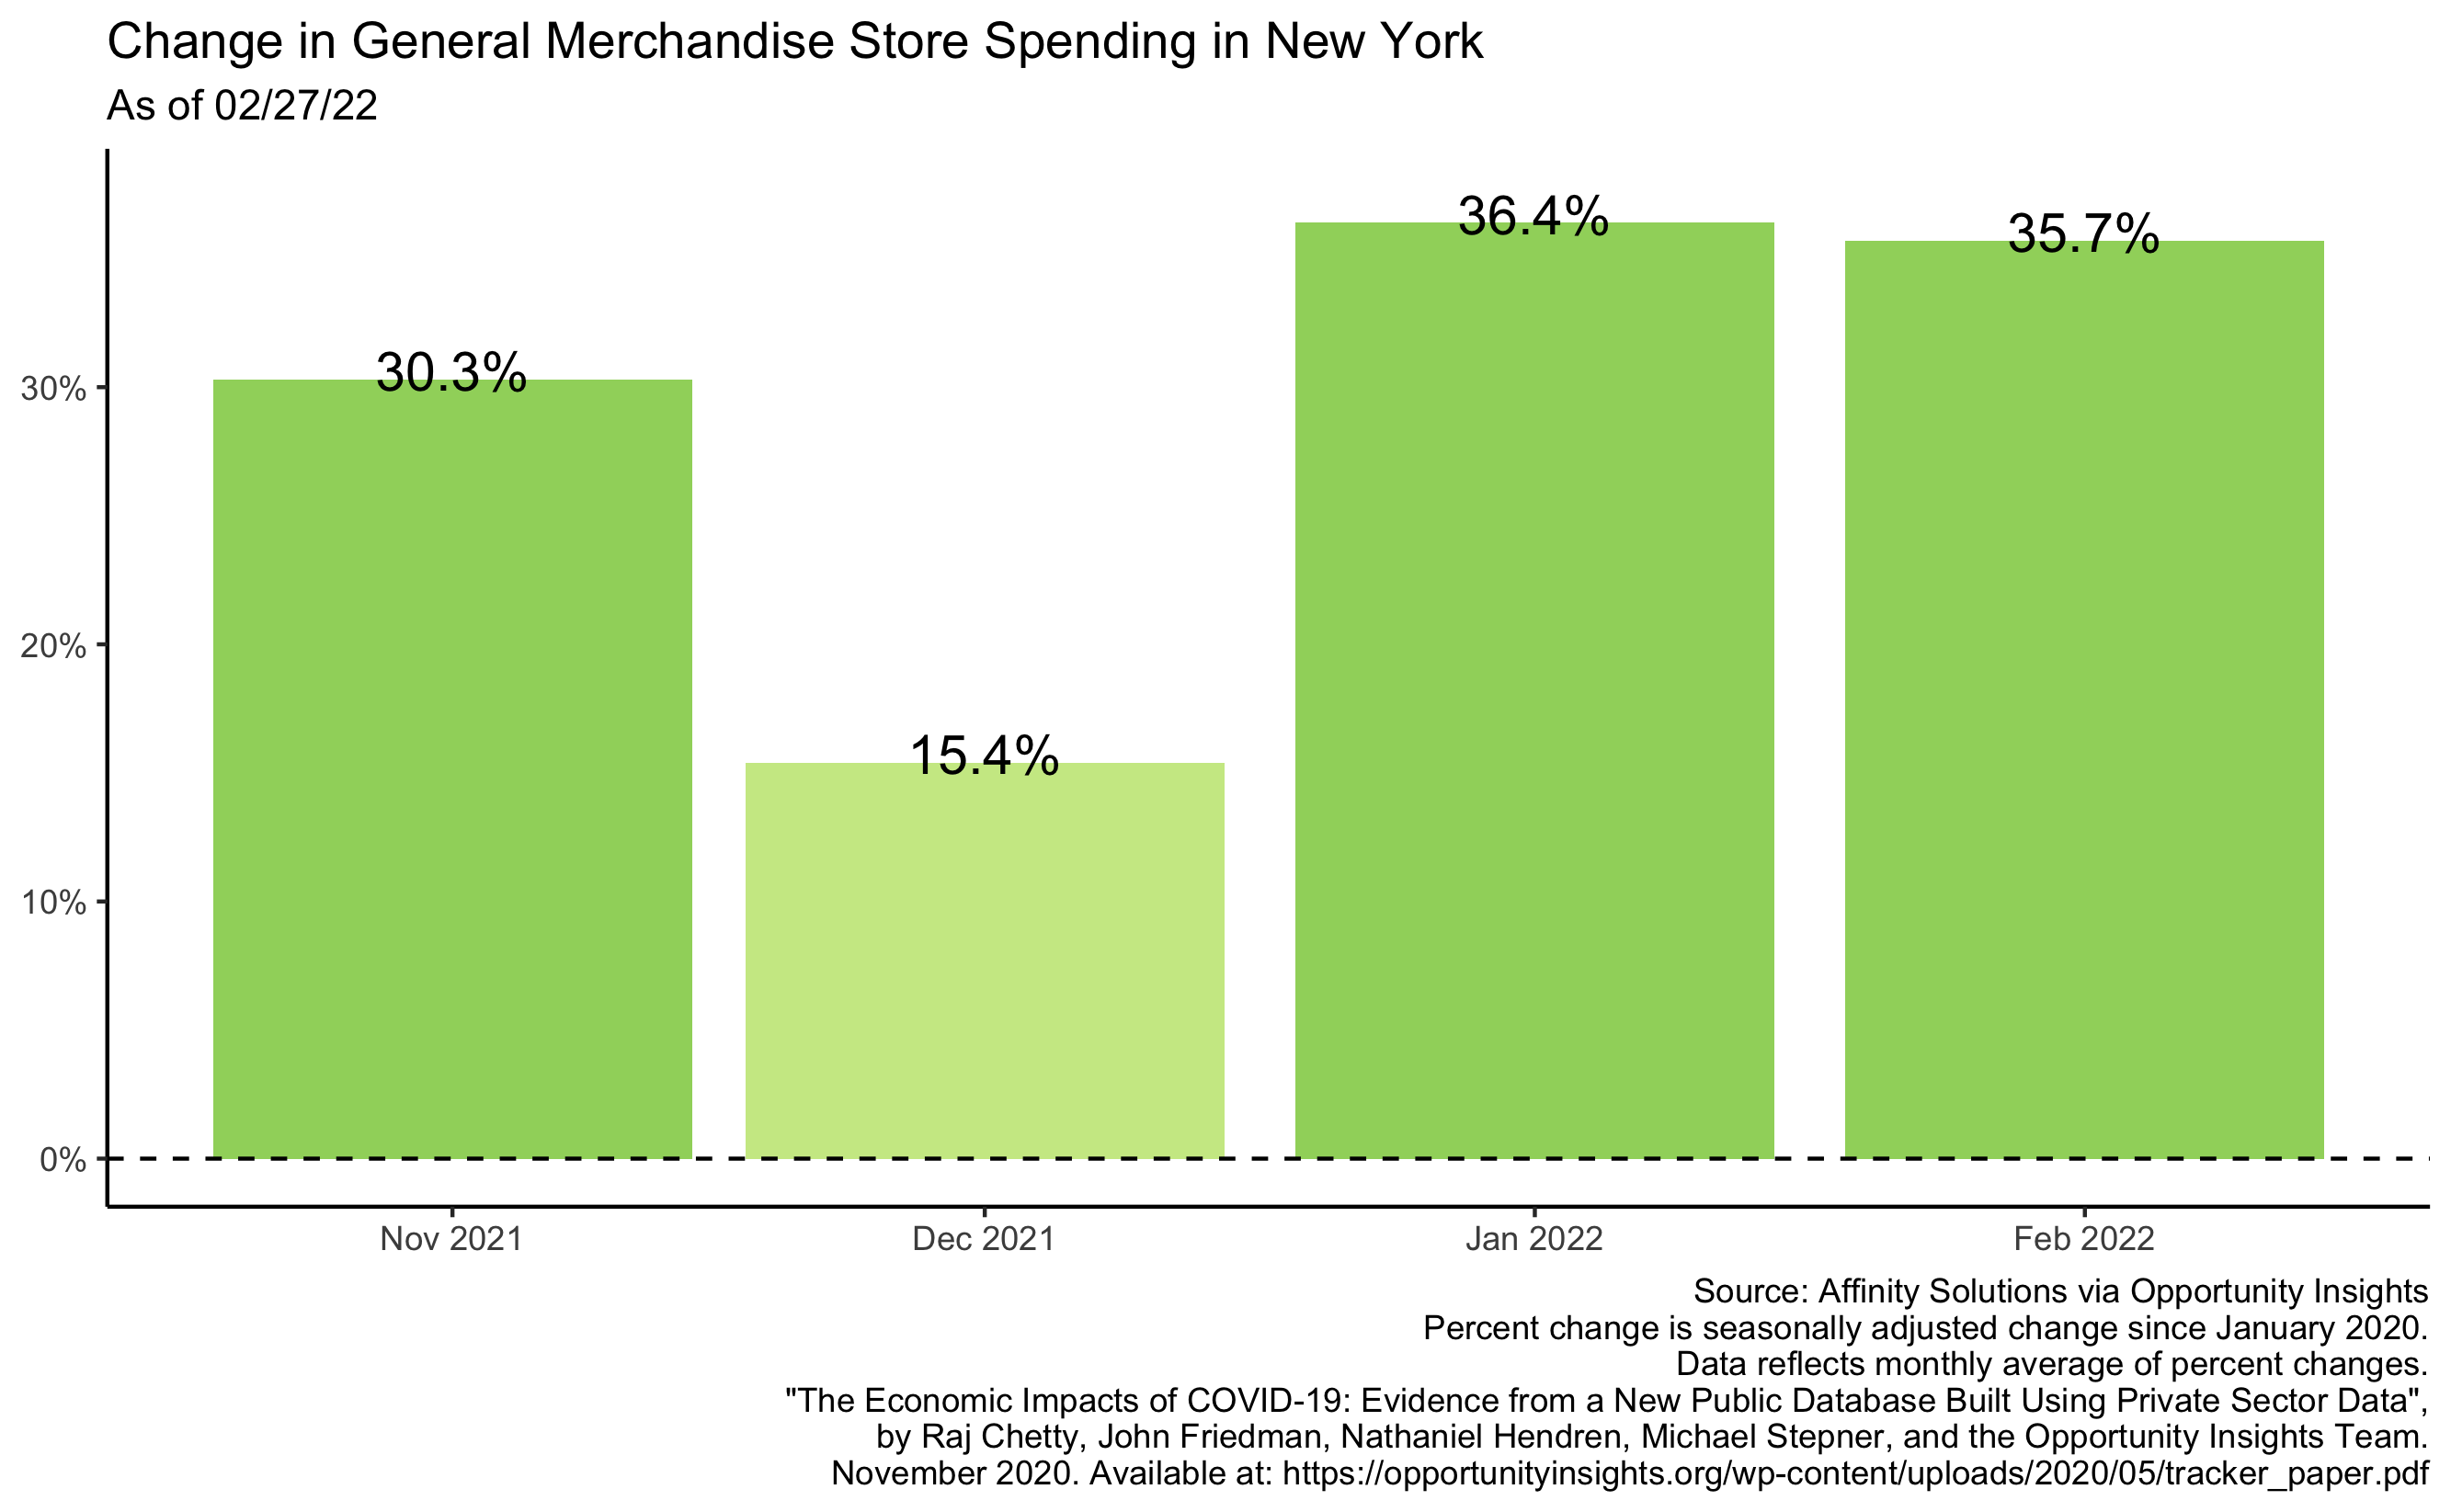 Change in General Merchandise Store Spending in New York
As of 02/27/22
36.4%
35.7%
30.3%
30%
20%
15.4%
10%
0%
Nov 2021
Dec 2021
Jan 2022
Feb 2022
Source: Affinity Solutions via Opportunity Insights
Percent change is seasonally adjusted change since January 2020.
Data reflects monthly average of percent changes.
"The Economic Impacts of COVID-19: Evidence from a New Public Database Built Using Private Sector Data",
by Raj Chetty, John Friedman, Nathaniel Hendren, Michael Stepner, and the Opportunity Insights Team.
November 2020. Available at: https://opportunityinsights.org/wp-content/uploads/2020/05/tracker_paper.pdf